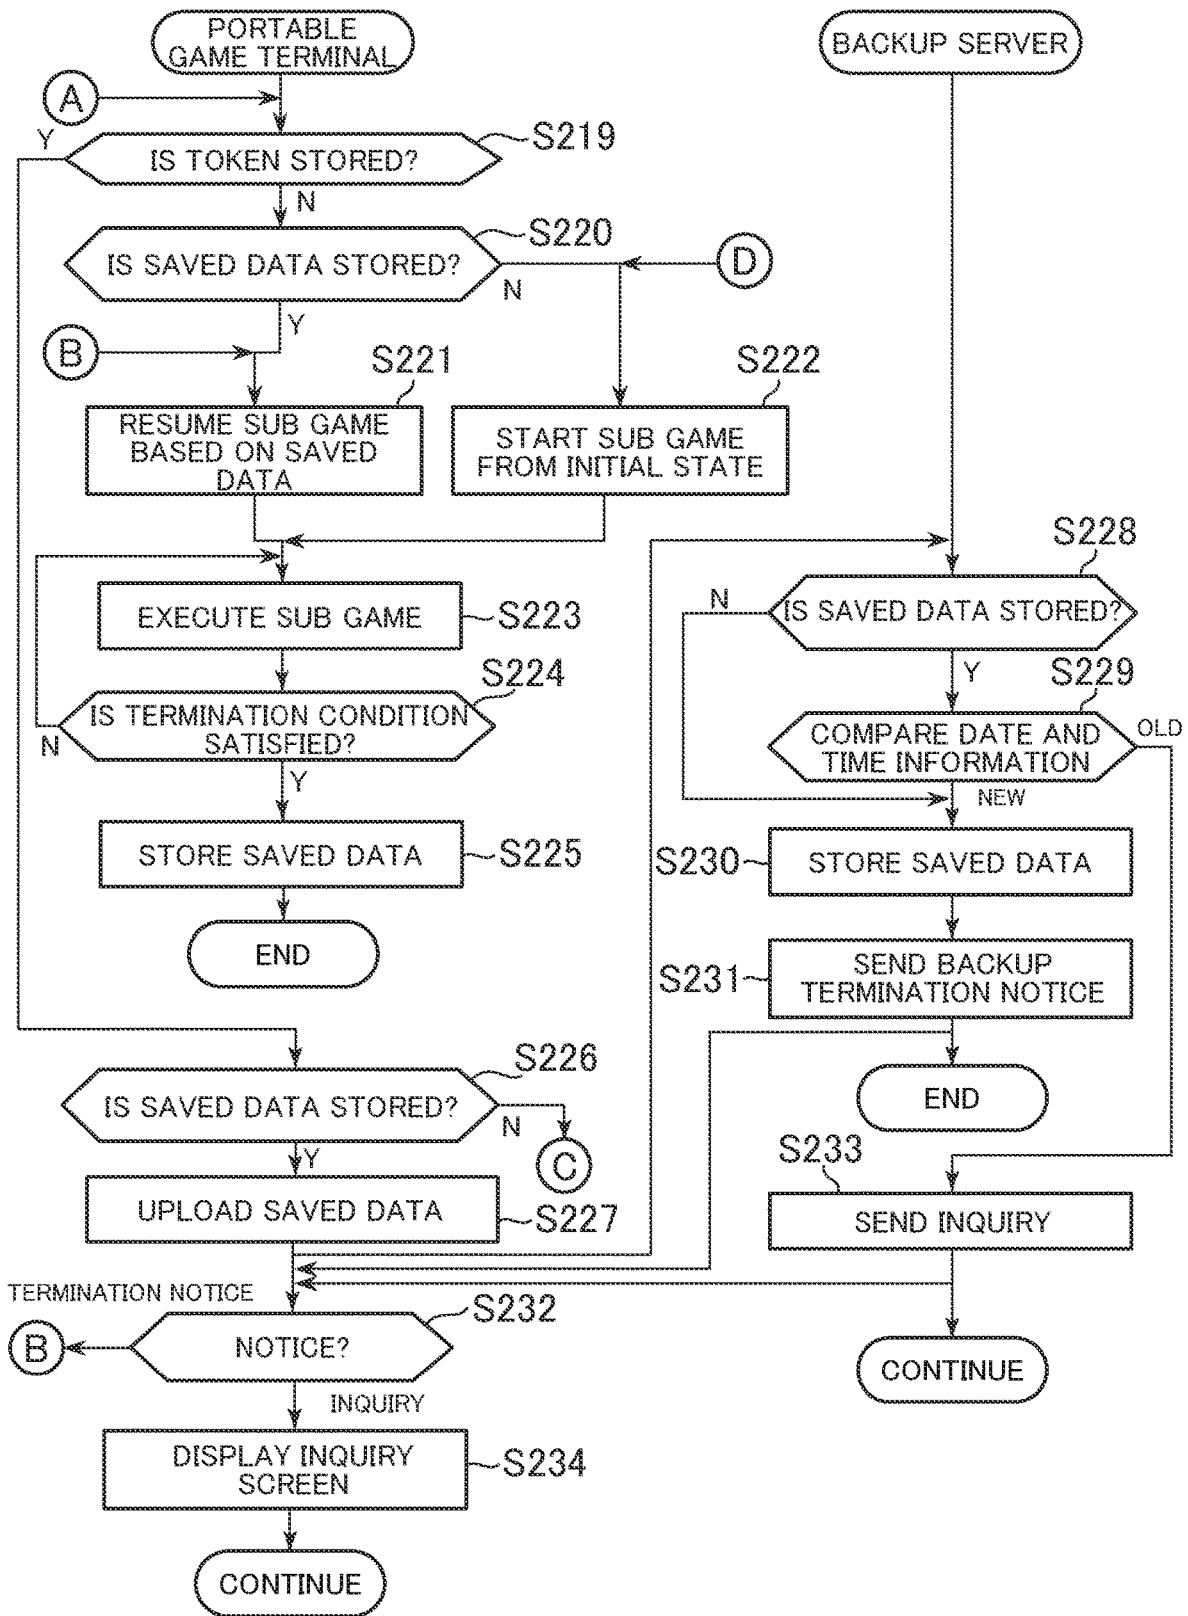 PORTABLE
GAME TERMINAL
BACKUP SERVER
A
Y
IS TOKEN STORED?
S219
N
IS SAVED DATA STORED?
S220
N
D
Y
B
S221
RESUME SUB GAME
BASED ON SAVED
DATA
S222
START SUB GAME
FROM INITIAL STATE
EXECUTE SUB GAME
S223
IS TERMINATION CONDITION
SATISFIED?
S224
N
Y
STORE SAVED DATA
S225
END
S228
N
IS SAVED DATA STORED?
Y
S229
COMPARE DATE AND
TIME INFORMATION
OLD
NEW
S230
STORE SAVED DATA
S231
SEND BACKUP
TERMINATION NOTICE
END
S226
IS SAVED DATA STORED?
N
C
Y
UPLOAD SAVED DATA
S227
S233
SEND INQUIRY
TERMINATION NOTICE
S232
B
NOTICE?
CONTINUE
INQUIRY
DISPLAY INQUIRY
SCREEN
S234
CONTINUE